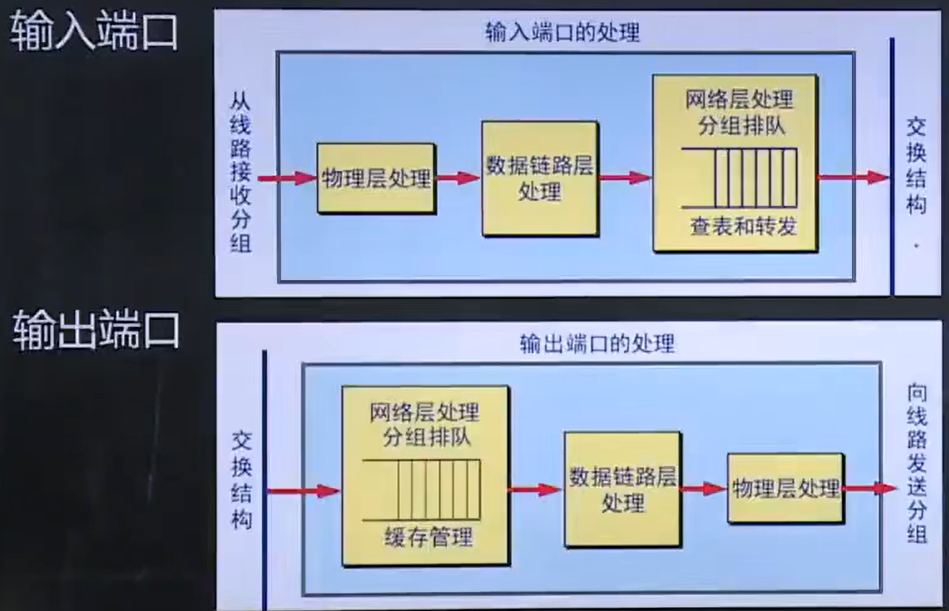 输入端口
输入端口的处理
从线路接收分组
物理层处理
数据链路层
处理
网络层处理
分组排队
查表和转发
交换结构
输出端口
输出端口的处理
交换结构
网络层处理
分组排队
缓存管理
数据链路层
处理
物理层处理
向线路发送分组